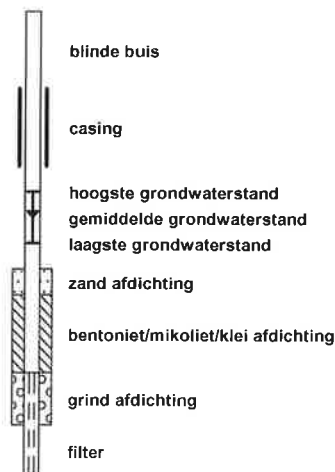 blinde buis
casing
hoogste grondwaterstand
gemiddelde grondwaterstand
laagste grondwaterstand
zand afdichting
bentoniet/mikoliet/klei afdichting
grind afdichting
filter